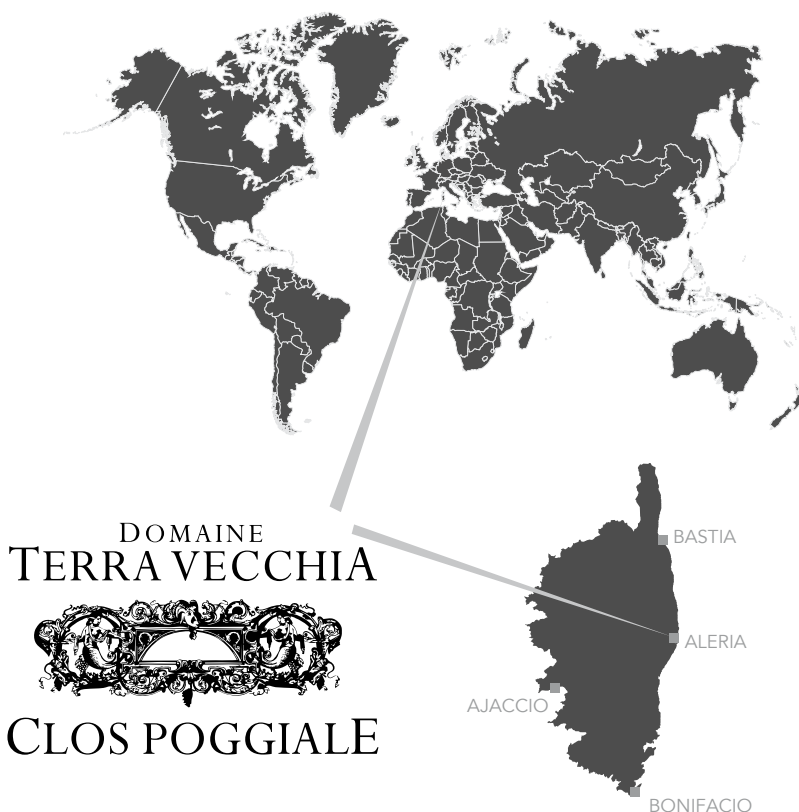 DOMAINE
TERRA VECCHIA
CLOS POGGIALE
BASTIA
ALERIA
AJACCIO
BONIFACIO